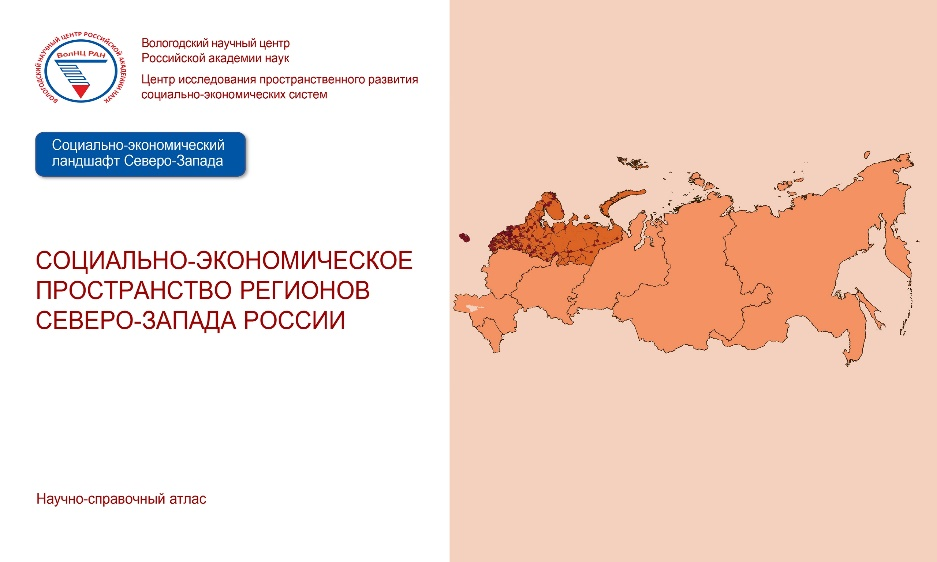 ВОЛОГОДСКИЙ НАУЧНЫЙ ЦЕНТР РОССИЙСКОЙ АКАДЕМИИ НАУК
ВолНЦ РАН
Вологодский научный центр
Российской академии наук
Центр исследования пространственного развития
социально-экономических систем
Социально-экономический
ландшафт Северо-Запада
СОЦИАЛЬНО-ЭКОНОМИЧЕСКОЕ
ПРОСТРАНСТВО РЕГИОНОВ
СЕВЕРО-ЗАПАДА РОССИИ
Научно-справочный атлас